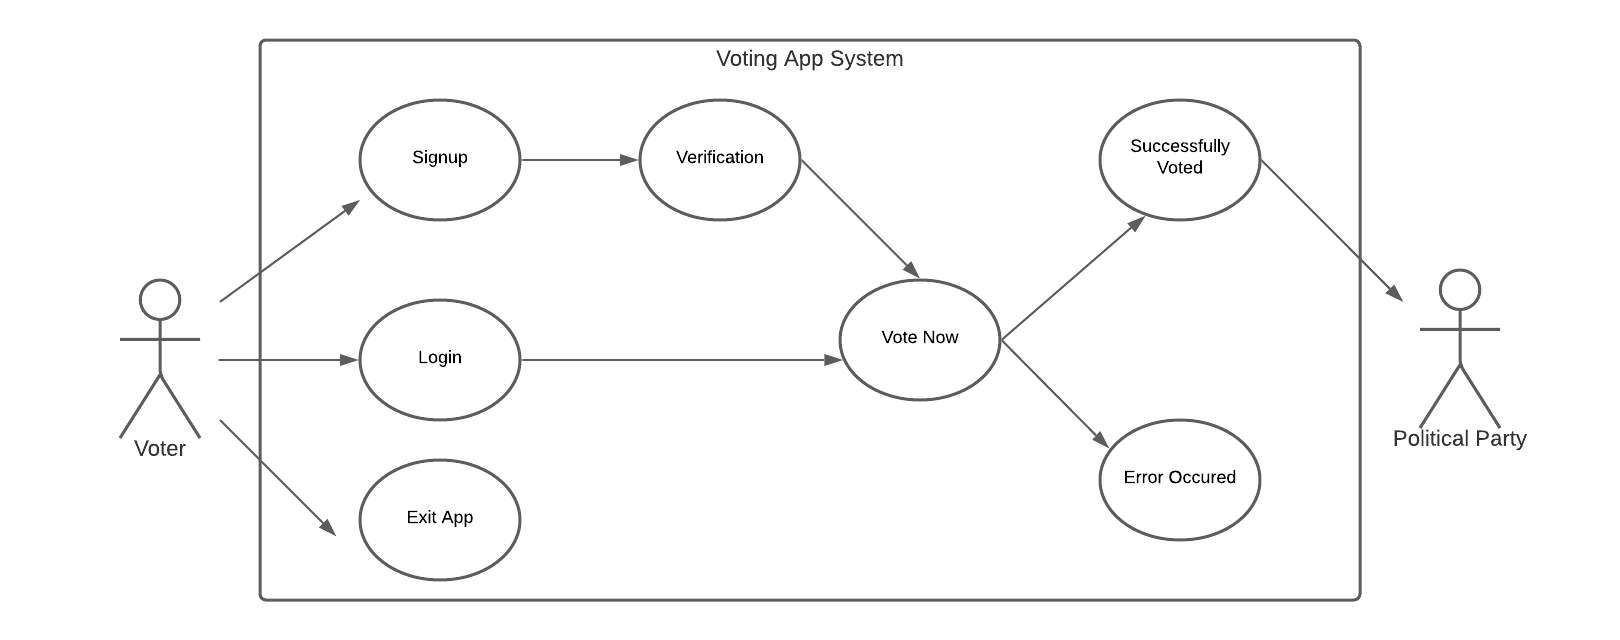 Voting App System
Signup
Verification
Successfully
Voted
Vote Now
Login
Voter
Political Party
Error Occured
Exit App